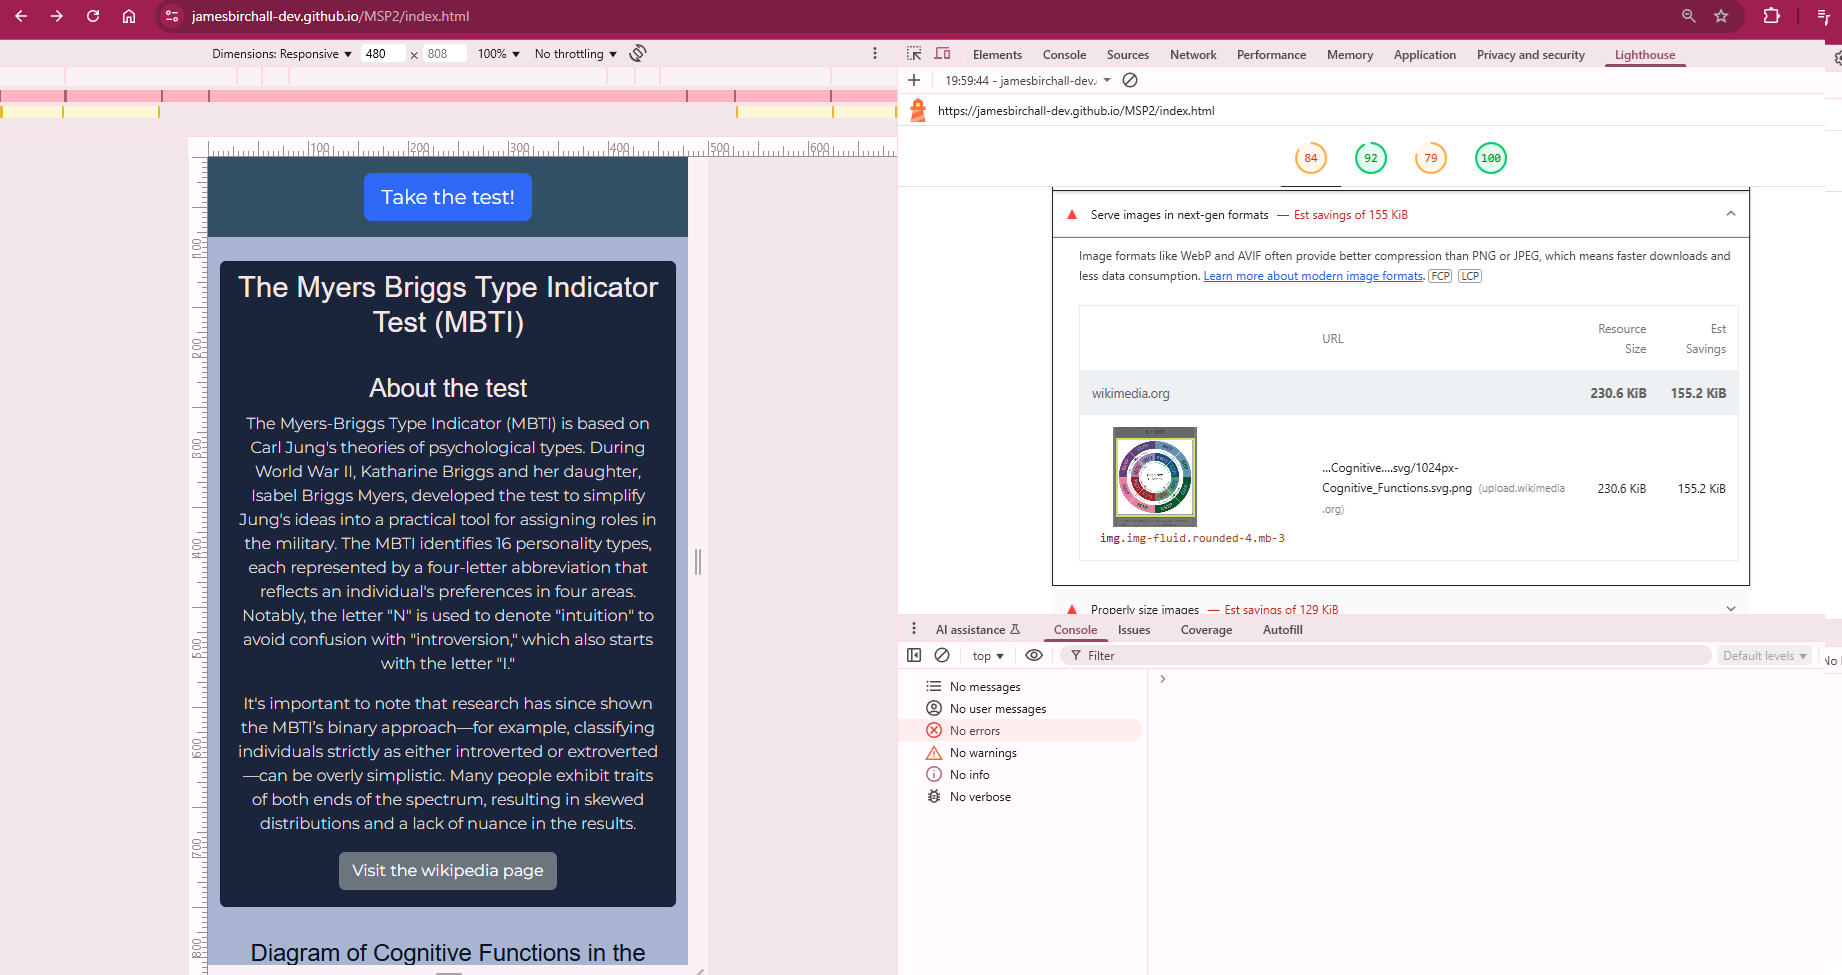 jamesbirchall-dev.github.io/MSP2/index.html
Dimensions: Responsive ▼ 480 × 808 100% ▼ No throttling ▼
100 200 300 400 500 600
100
200
300
400
500
600
700
800
Take the test!
The Myers Briggs Type Indicator
Test (MBTI)
About the test
The Myers-Briggs Type Indicator (MBTI) is based on
Carl Jung's theories of psychological types. During
World War II, Katharine Briggs and her daughter,
Isabel Briggs Myers, developed the test to simplify
Jung's ideas into a practical tool for assigning roles in
the military. The MBTI identifies 16 personality types,
each represented by a four-letter abbreviation that
reflects an individual's preferences in four areas.
Notably, the letter "N" is used to denote "intuition" to
avoid confusion with "introversion," which also starts
with the letter "I."
It's important to note that research has since shown
the MBTI's binary approach—for example, classifying
individuals strictly as either introverted or extroverted
—can be overly simplistic. Many people exhibit traits
of both ends of the spectrum, resulting in skewed
distributions and a lack of nuance in the results.
Visit the wikipedia page
Diagram of Cognitive Functions in the
Elements Console Sources Network Performance Memory Application Privacy and security Lighthouse
19:59:44 - jamesbirchall-dev.
https://jamesbirchall-dev.github.io/MSP2/index.html
84 92 79 100
Serve images in next-gen formats — Est savings of 155 KiB
Image formats like WebP and AVIF often provide better compression than PNG or JPEG, which means faster downloads and
less data consumption. Learn more about modern image formats. FCP LCP
URL Resource Size Est Savings
wikimedia.org 230.6 KiB 155.2 KiB
…Cognitive….svg/1024px-
Cognitive_Functions.svg.png (upload.wikimedia
.org)
230.6 KiB 155.2 KiB
img.img-fluid.rounded-4.mb-3
Properly size images — Est savings of 129 KiB
AI assistance Console Issues Coverage Autofill
top ▼ Filter Default levels ▼ No
No messages
No user messages
No errors
No warnings
No info
No verbose